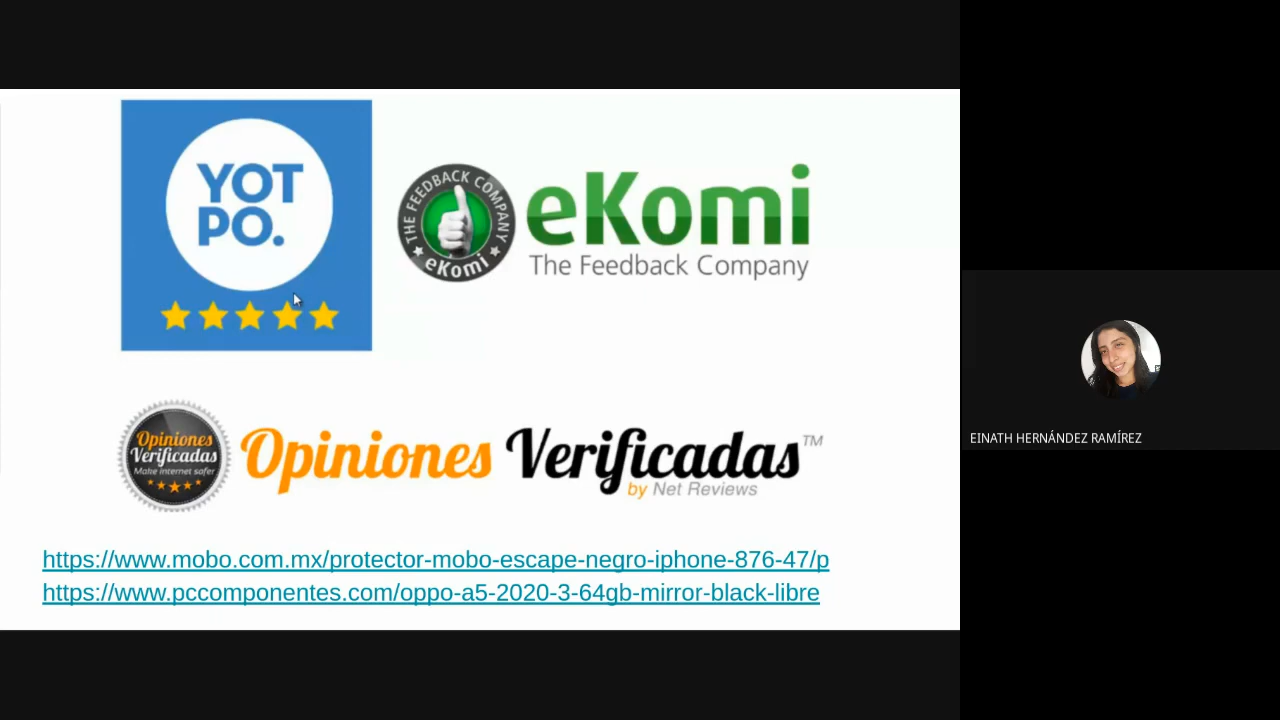 YOT
PO.
THE FEEDBACK COMPANY
eKomi
eKomi
The Feedback Company
Opiniones
Verificadas
Make internet safer
Opiniones Verificadas™
by Net Reviews
https://www.mobo.com.mx/protector-mobo-escape-negro-iphone-876-47/p
https://www.pccomponentes.com/oppo-a5-2020-3-64gb-mirror-black-libre
EINATH HERNÁNDEZ RAMÍREZ